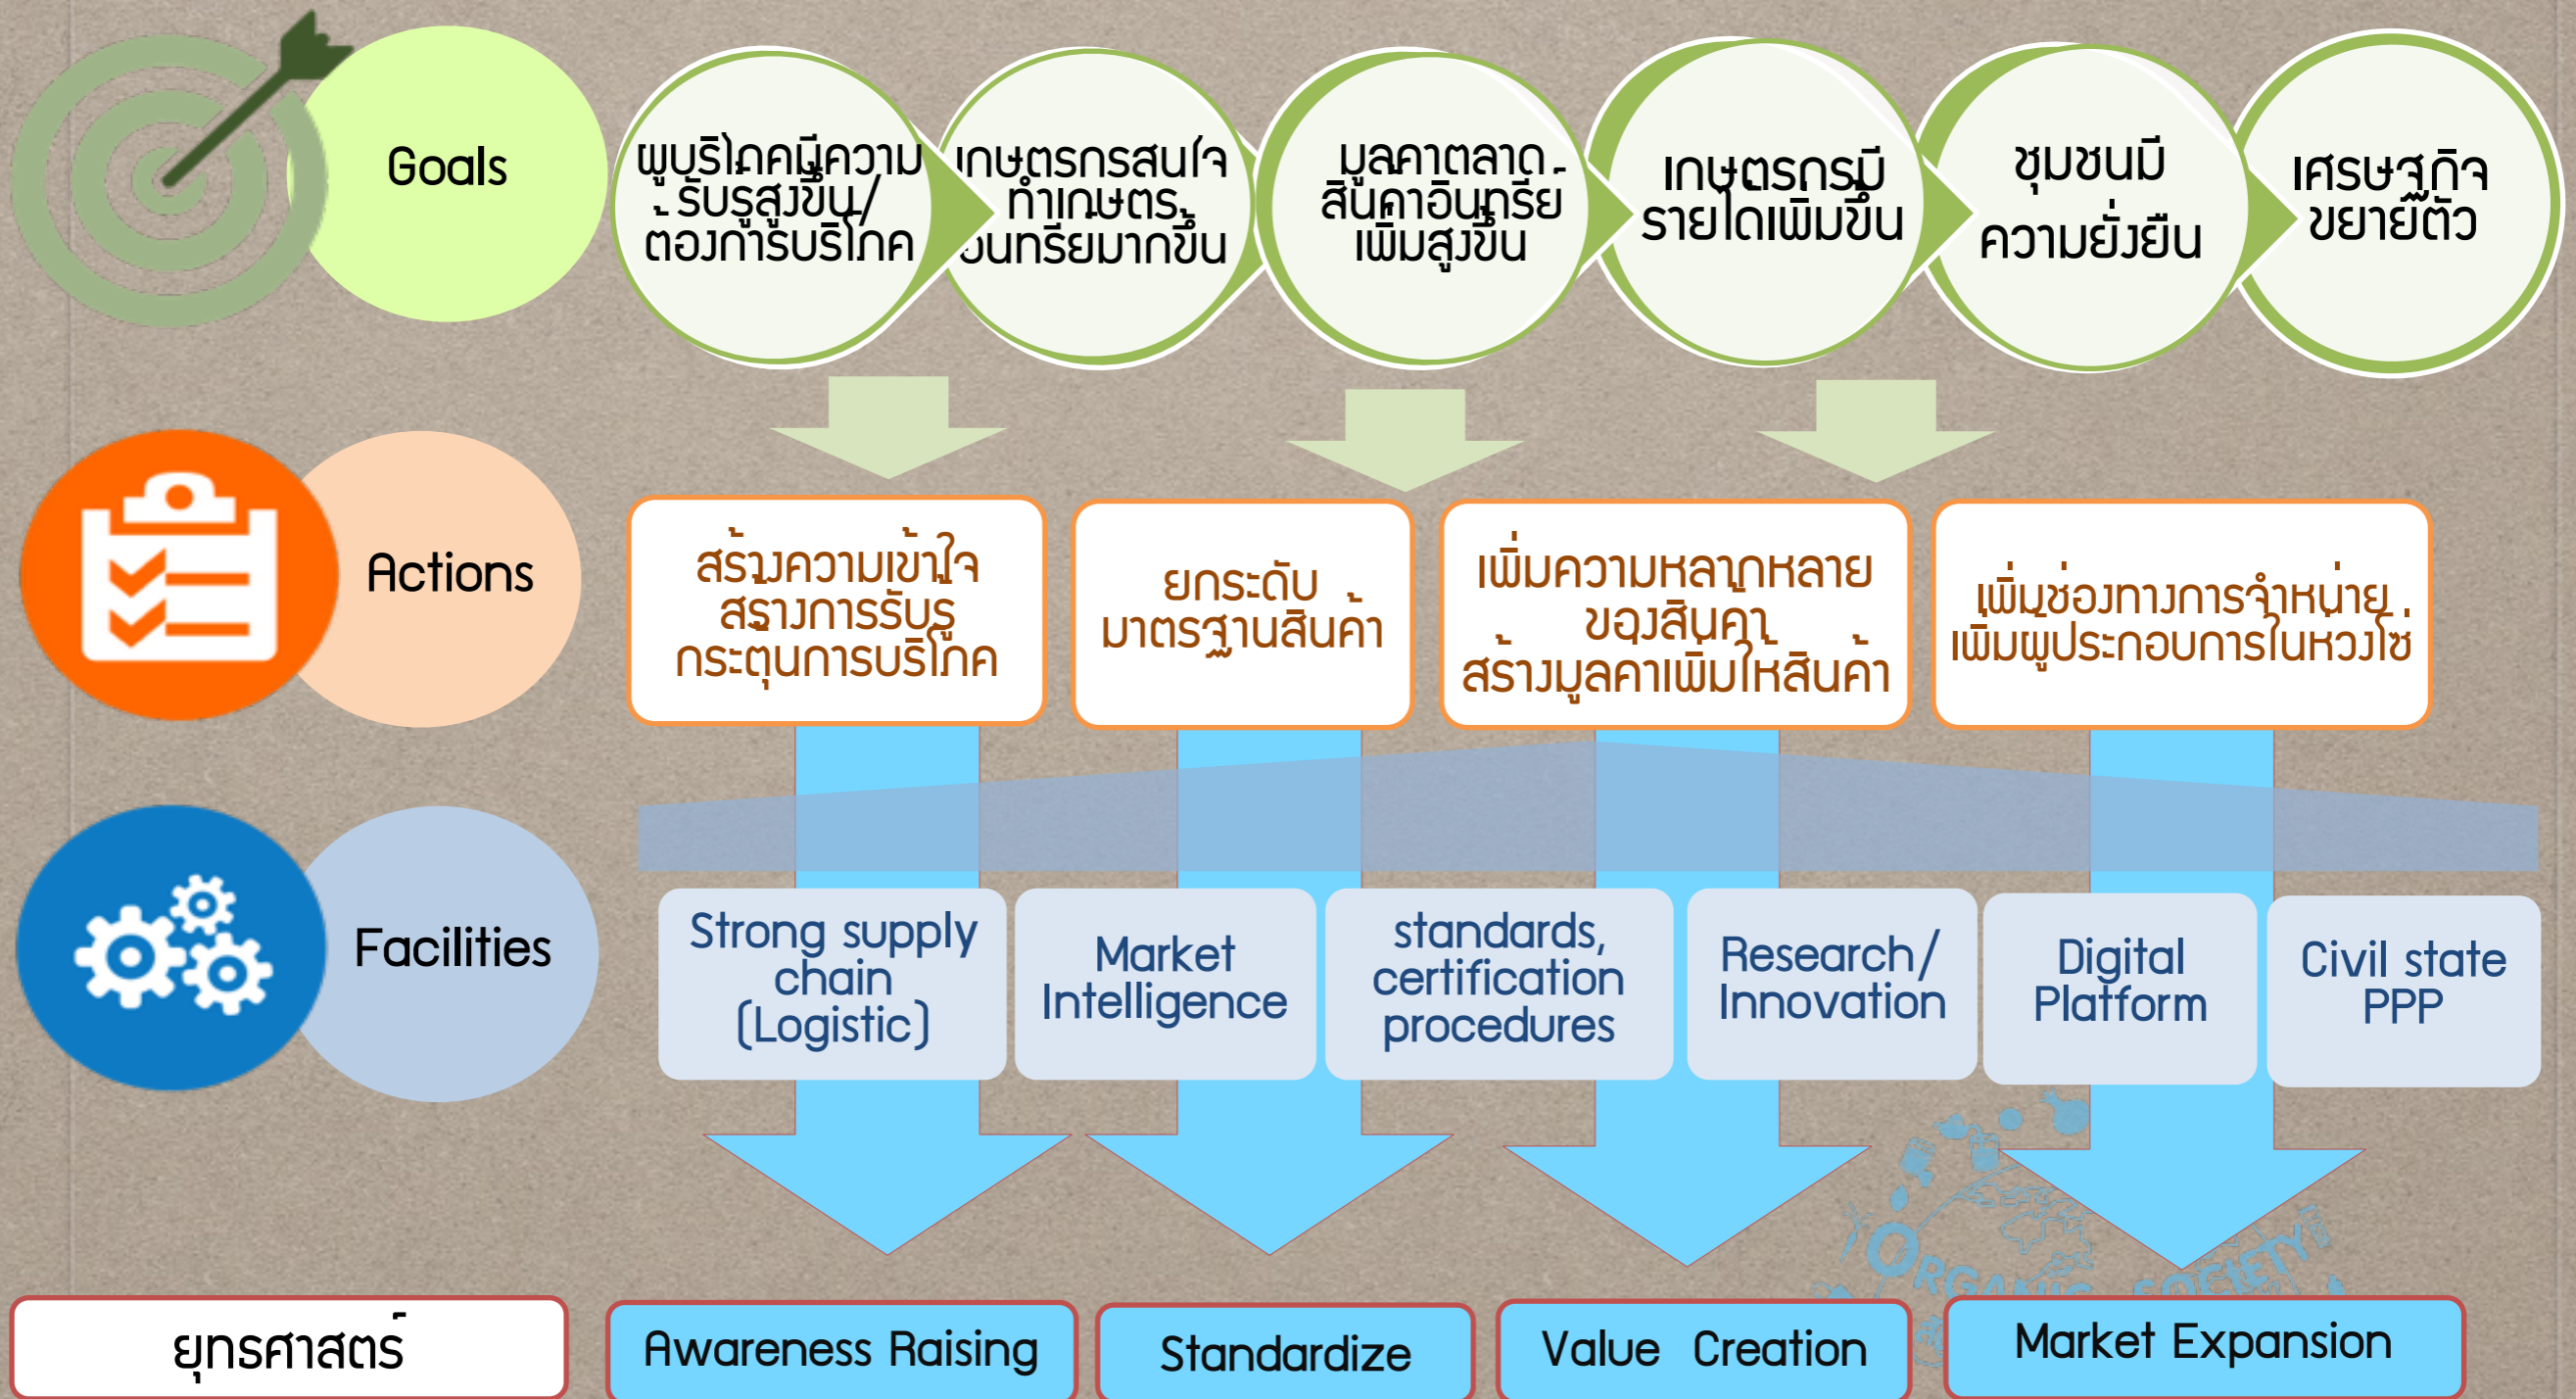 Goals
ผู้บริโภคมีความ
รับรู้สูงขึ้น/
ต้องการบริโภค
เกษตรกรสนใจ
ทำเกษตร
อินทรีย์มากขึ้น
มูลค่าตลาด
สินค้าอินทรีย์
เพิ่มสูงขึ้น
เกษตรกรมี
รายได้เพิ่มขึ้น
ชุมชนมี
ความยั่งยืน
เศรษฐกิจ
ขยายตัว
Actions
สร้างความเข้าใจ
สร้างการรับรู้
กระตุ้นการบริโภค
ยกระดับ
มาตรฐานสินค้า
เพิ่มความหลากหลาย
ของสินค้า
สร้างมูลค่าเพิ่มให้สินค้า
เพิ่มช่องทางการจำหน่าย
เพิ่มผู้ประกอบการในห่วงโซ่
Facilities
Strong supply
chain
(Logistic)
Market
Intelligence
standards,
certification
procedures
Research/
Innovation
Digital
Platform
Civil state
PPP
ORGANIC SOCIETY
ยุทธศาสตร์
Awareness Raising
Standardize
Value Creation
Market Expansion